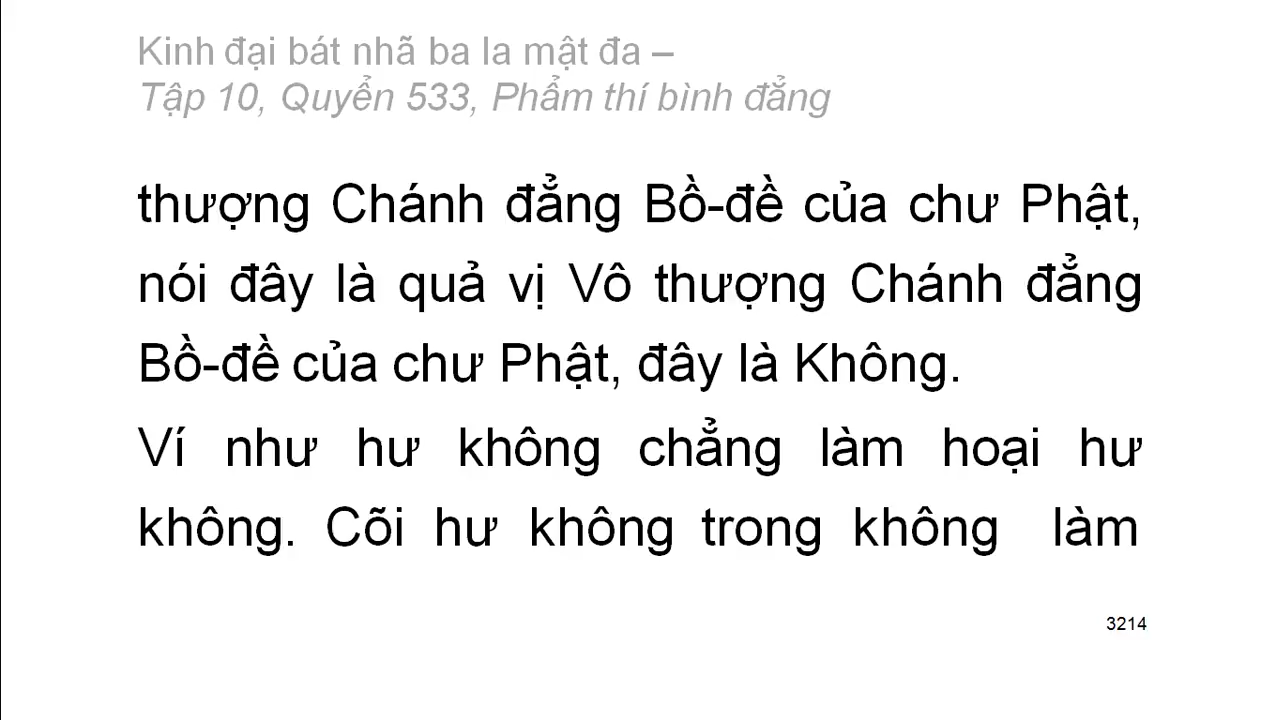 Kinh đại bát nhã ba la mật đa –
Tập 10, Quyển 533, Phẩm thí bình đẳng
thượng Chánh đẳng Bồ-đề của chư Phật,
nói đây là quả vị Vô thượng Chánh đẳng
Bồ-đề của chư Phật, đây là Không.
Ví như hư không chẳng làm hoại hư
không. Cõi hư không trong không làm
3214